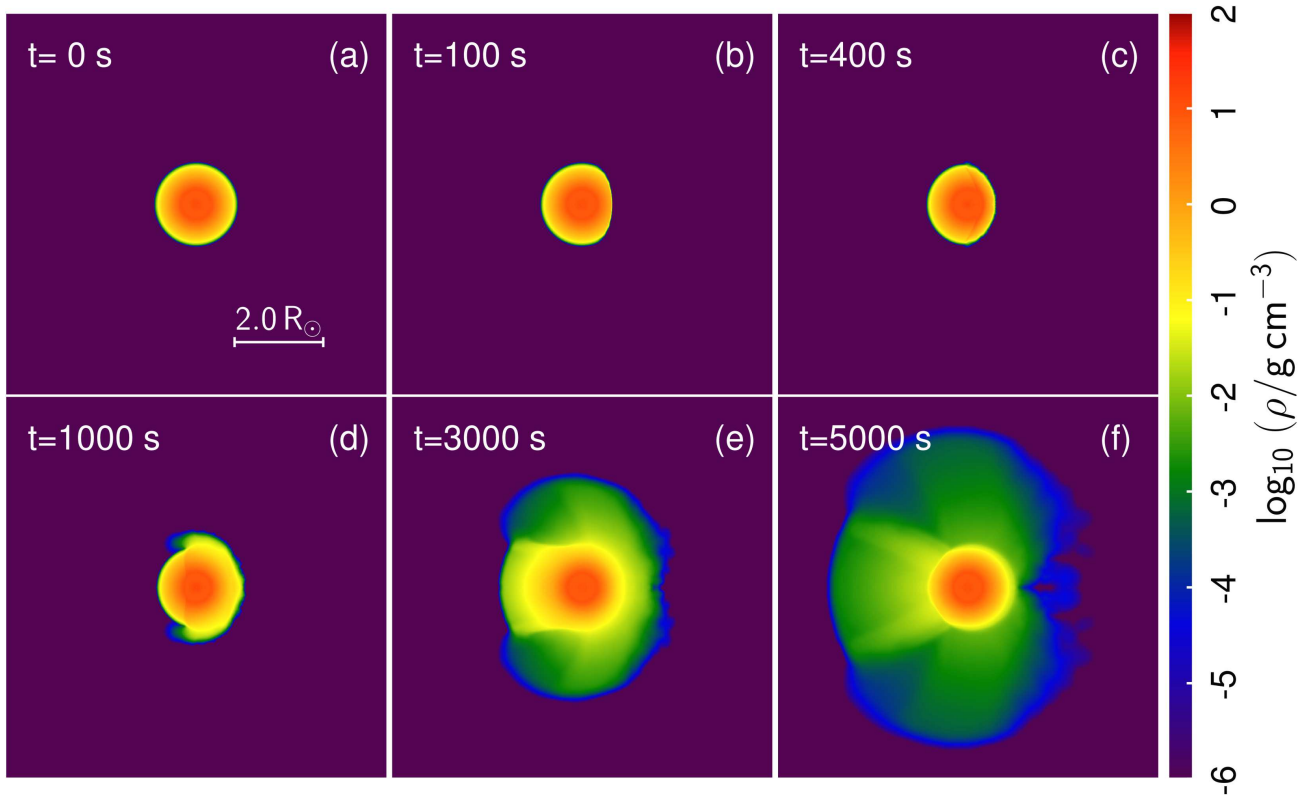 t= 0 s (a)
t=100 s (b)
t=400 s (c)
2.0 R☉
t=1000 s (d)
t=3000 s (e)
t=5000 s (f)
2
1
0
-1
-2
-3
-4
-5
-6
log₁₀ (ρ/g cm⁻³)